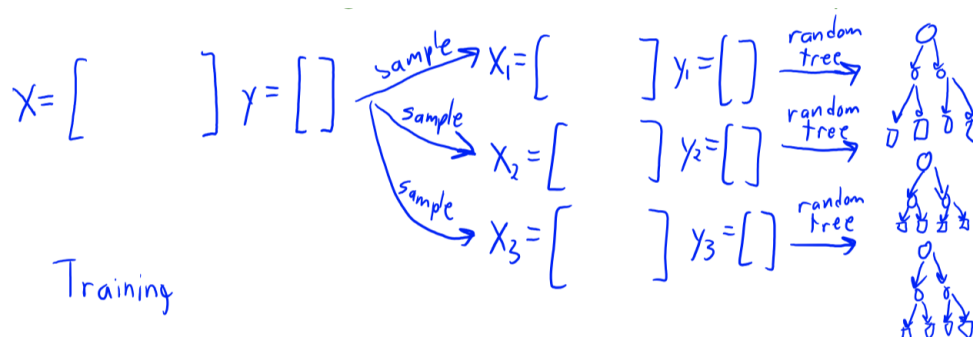 X = [ ] y = [ ]
sample X₁ = [ ] y₁ = [ ] random tree
sample X₂ = [ ] y₂ = [ ] random tree
sample X₃ = [ ] y₃ = [ ] random tree
Training